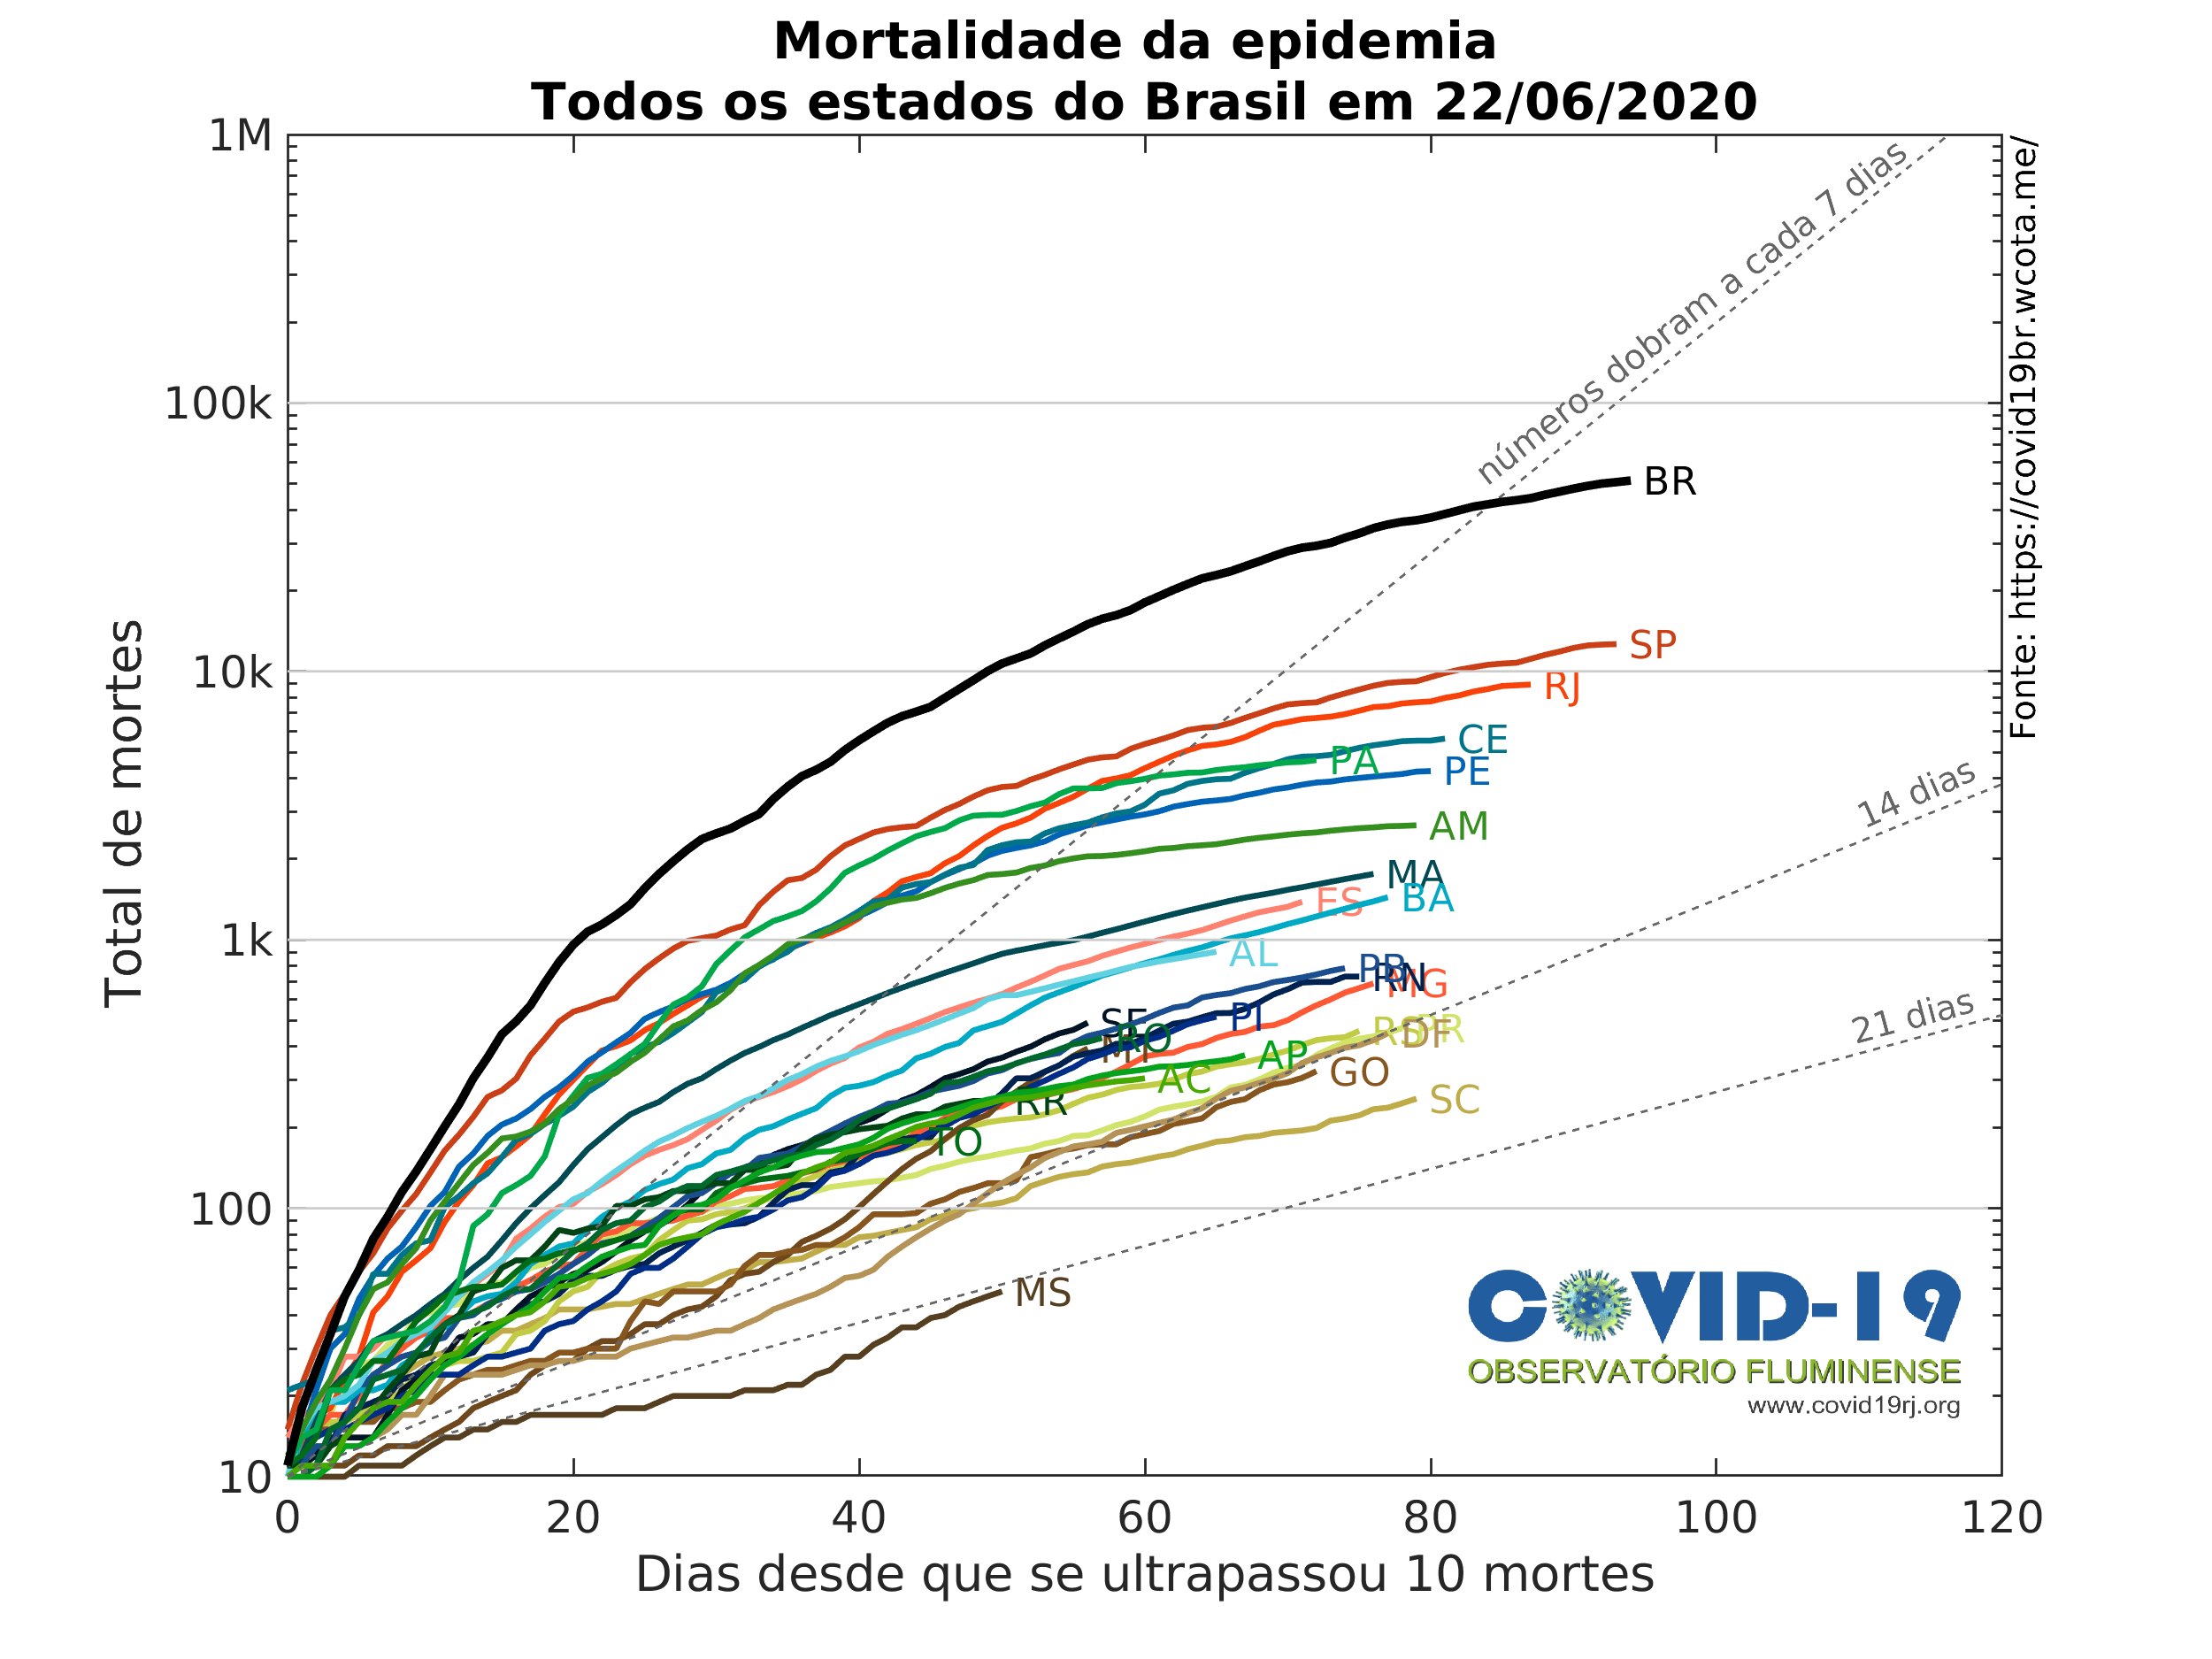 Mortalidade da epidemia
Todos os estados do Brasil em 22/06/2020
1M
100k
10k
1k
100
10
Total de mortes
0 20 40 60 80 100 120
Dias desde que se ultrapassou 10 mortes
Fonte: https://covid19br.wcota.me/
números dobram a cada 7 dias
14 dias
21 dias
BR
SP
RJ
CE
PA
PE
AM
MA
BA
ES
AL
PB
RN
MG
PI
SE
RO
MT
RS
PR
DF
AP
GO
AC
SC
RR
TO
MS
COVID-19
OBSERVATÓRIO FLUMINENSE
www.covid19rj.org